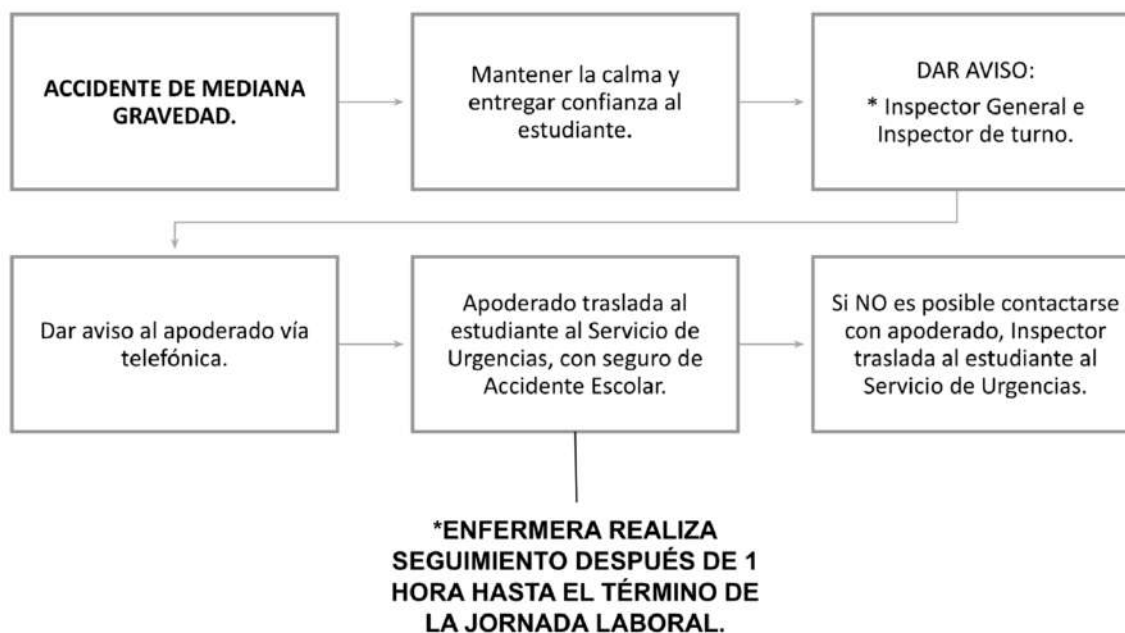 ACCIDENTE DE MEDIANA
GRAVEDAD.
Mantener la calma y
entregar confianza al
estudiante.
DAR AVISO:
* Inspector General e
Inspector de turno.
Dar aviso al apoderado vía
telefónica.
Apoderado traslada al
estudiante al Servicio de
Urgencias, con seguro de
Accidente Escolar.
Si NO es posible contactarse
con apoderado, Inspector
traslada al estudiante al
Servicio de Urgencias.
*ENFERMERA REALIZA
SEGUIMIENTO DESPUÉS DE 1
HORA HASTA EL TÉRMINO DE
LA JORNADA LABORAL.